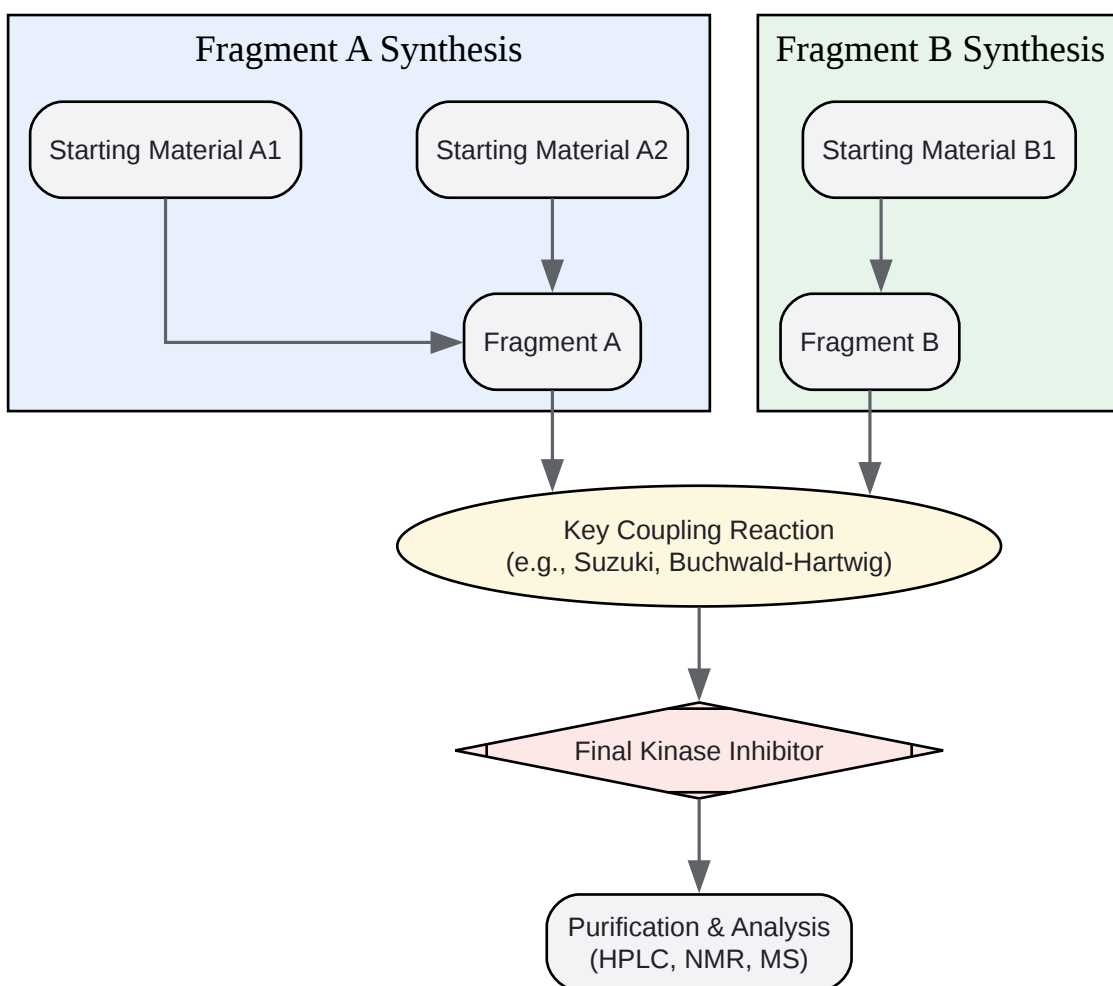 Fragment A Synthesis
Fragment B Synthesis
Starting Material A1
Starting Material A2
Starting Material B1
Fragment A
Fragment B
Key Coupling Reaction
(e.g., Suzuki, Buchwald-Hartwig)
Final Kinase Inhibitor
Purification & Analysis
(HPLC, NMR, MS)